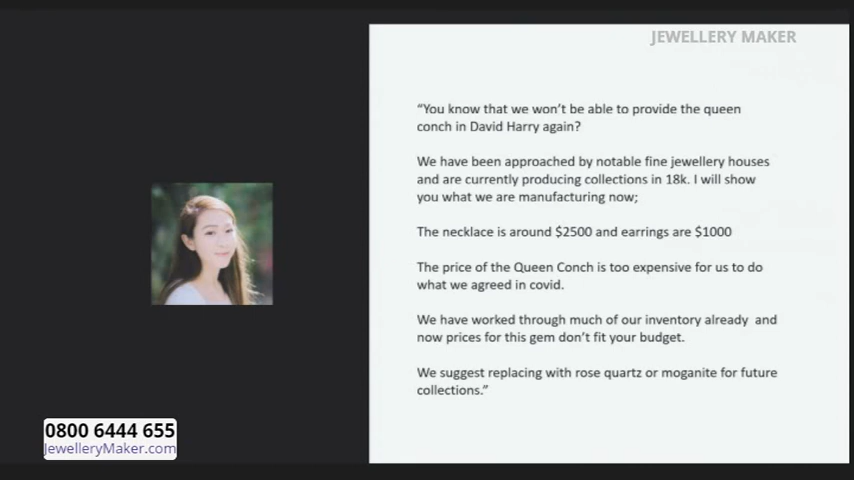 JEWELLERY MAKER
“You know that we won’t be able to provide the queen
conch in David Harry again?
We have been approached by notable fine jewellery houses
and are currently producing collections in 18k. I will show
you what we are manufacturing now;
The necklace is around $2500 and earrings are $1000
The price of the Queen Conch is too expensive for us to do
what we agreed in covid.
We have worked through much of our inventory already and
now prices for this gem don’t fit your budget.
We suggest replacing with rose quartz or moganite for future
collections.”
0800 6444 655
JewelleryMaker.com